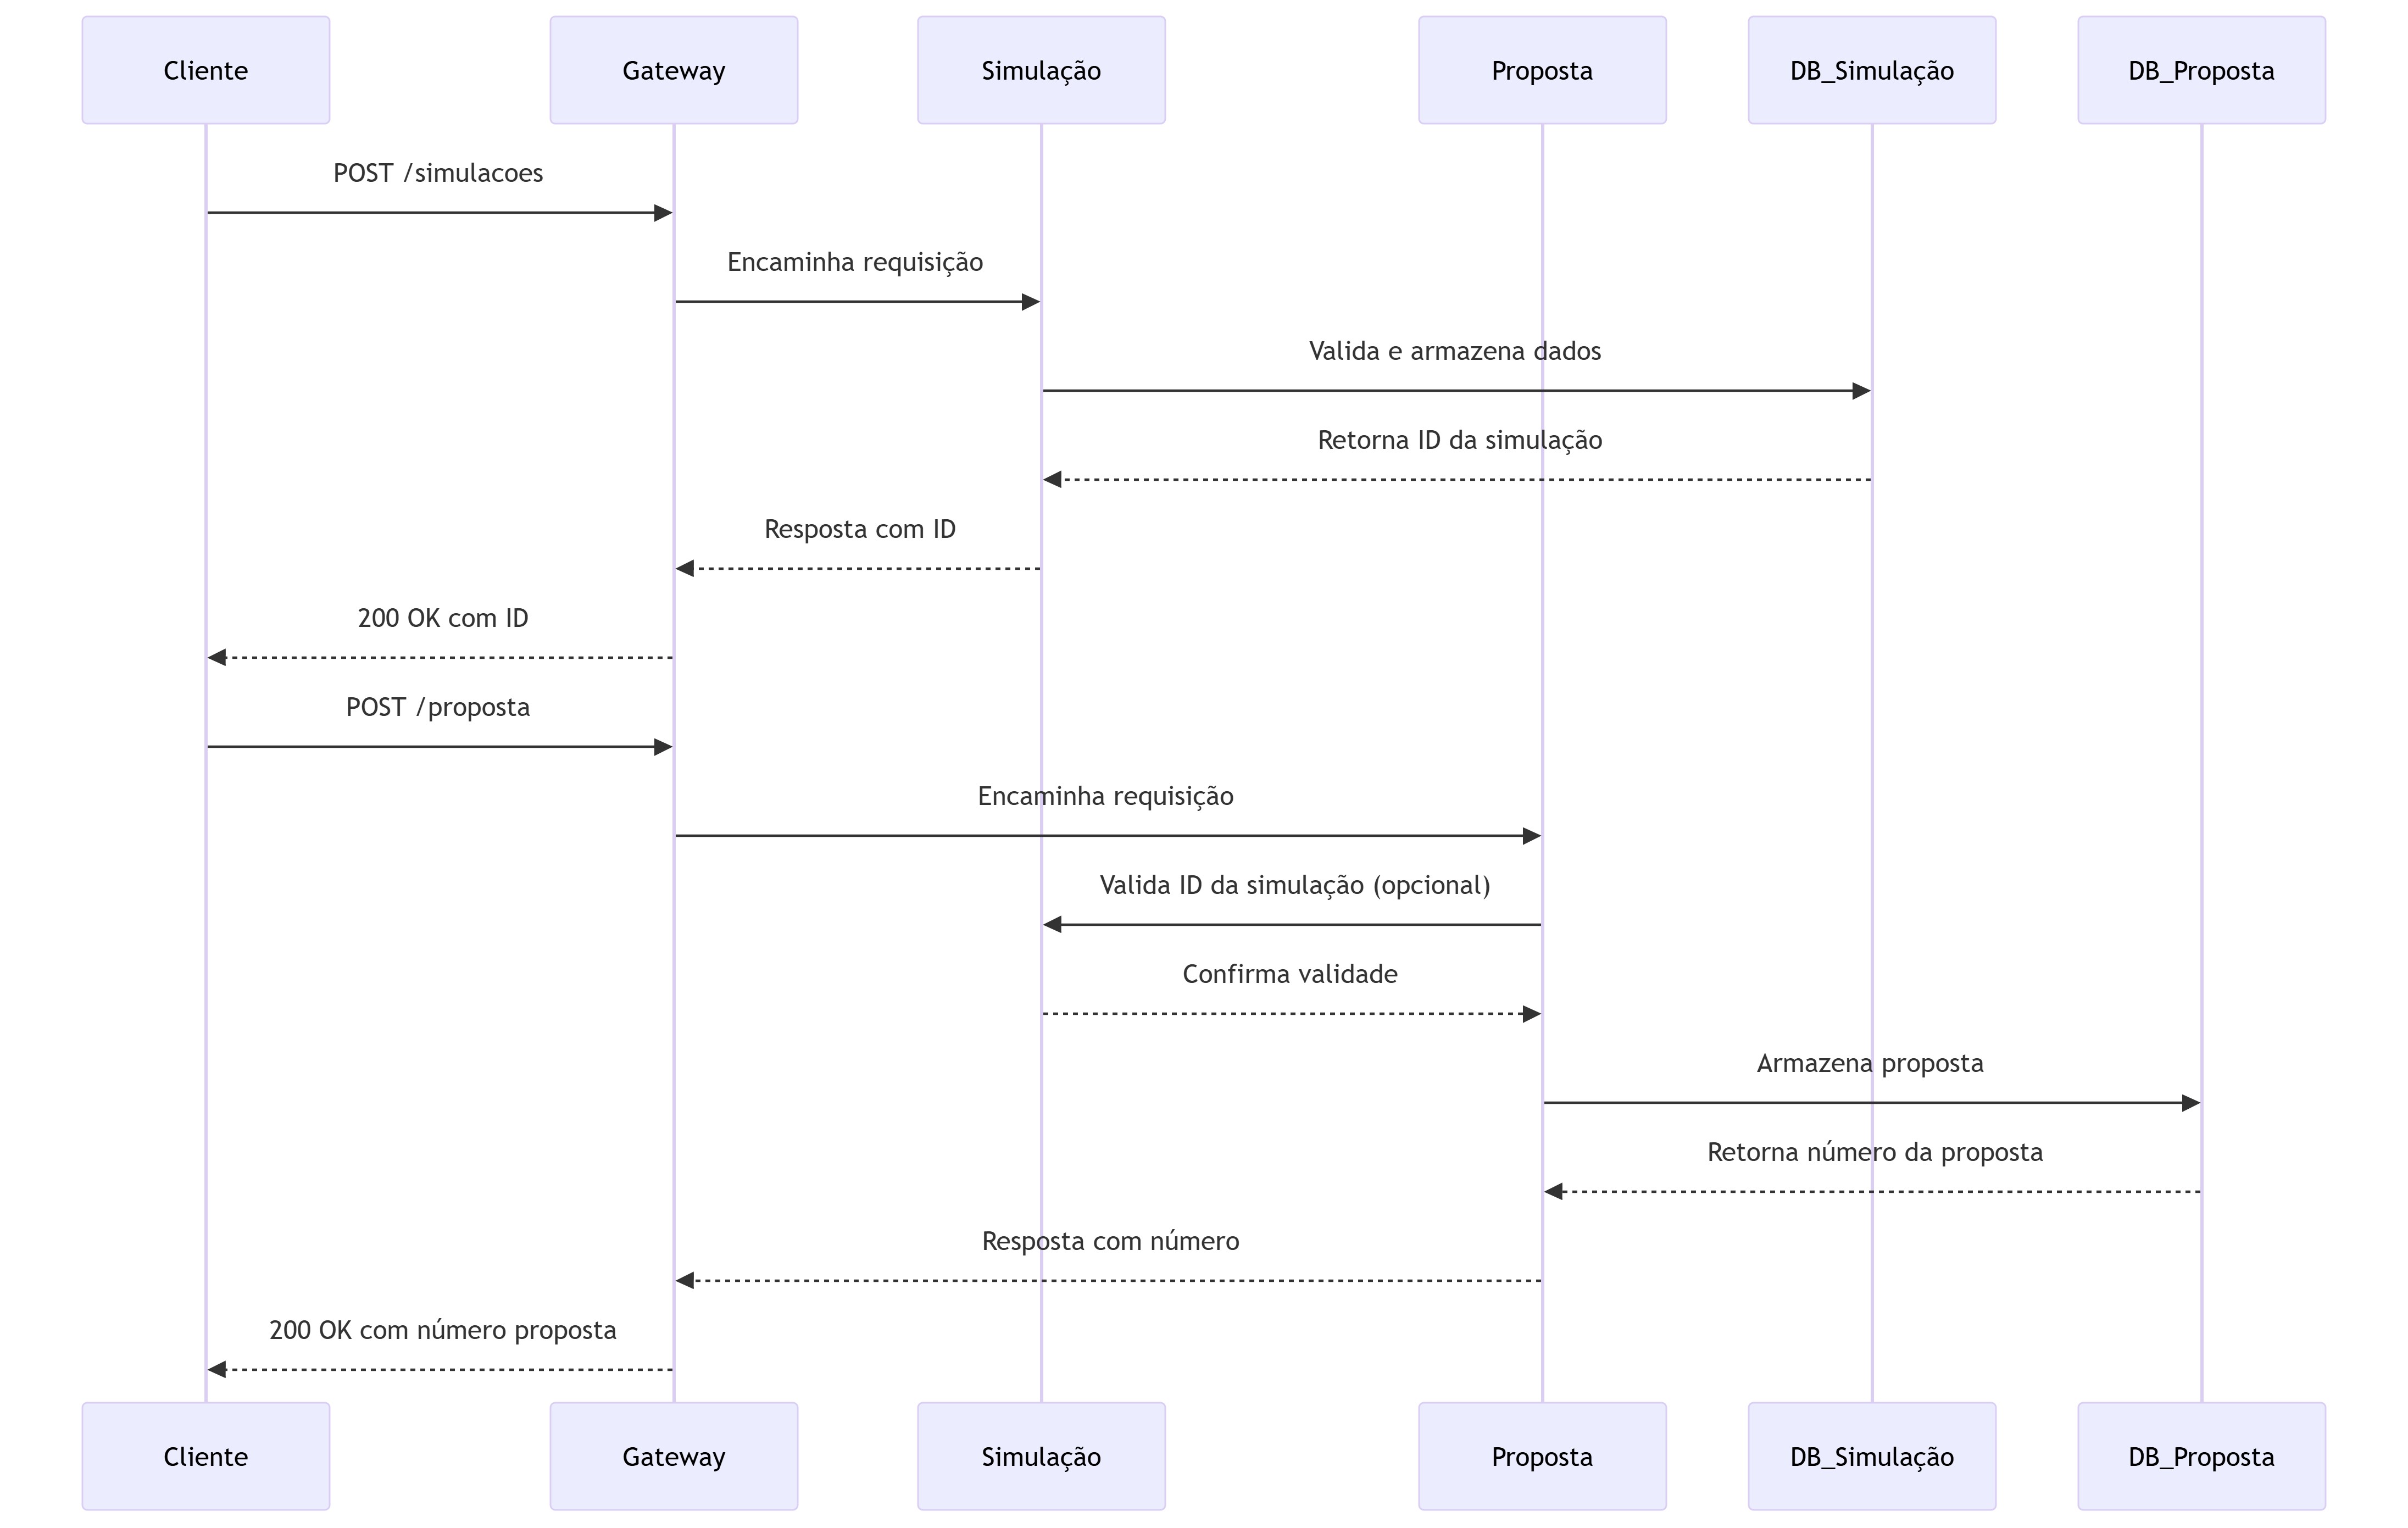 Cliente
Gateway
Simulação
Proposta
DB_Simulação
DB_Proposta
POST /simulacoes
Encaminha requisição
Valida e armazena dados
Retorna ID da simulação
Resposta com ID
200 OK com ID
POST /proposta
Encaminha requisição
Valida ID da simulação (opcional)
Confirma validade
Armazena proposta
Retorna número da proposta
Resposta com número
200 OK com número proposta
Cliente
Gateway
Simulação
Proposta
DB_Simulação
DB_Proposta